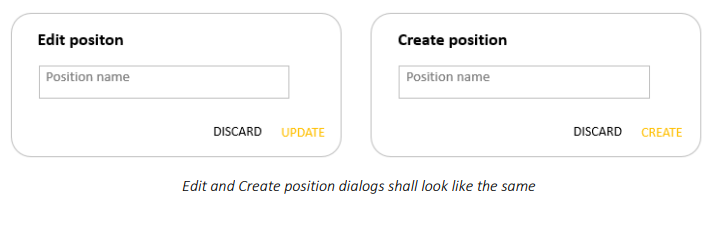 Edit positon
Create position
Position name
Position name
DISCARD
UPDATE
DISCARD
CREATE
Edit and Create position dialogs shall look like the same